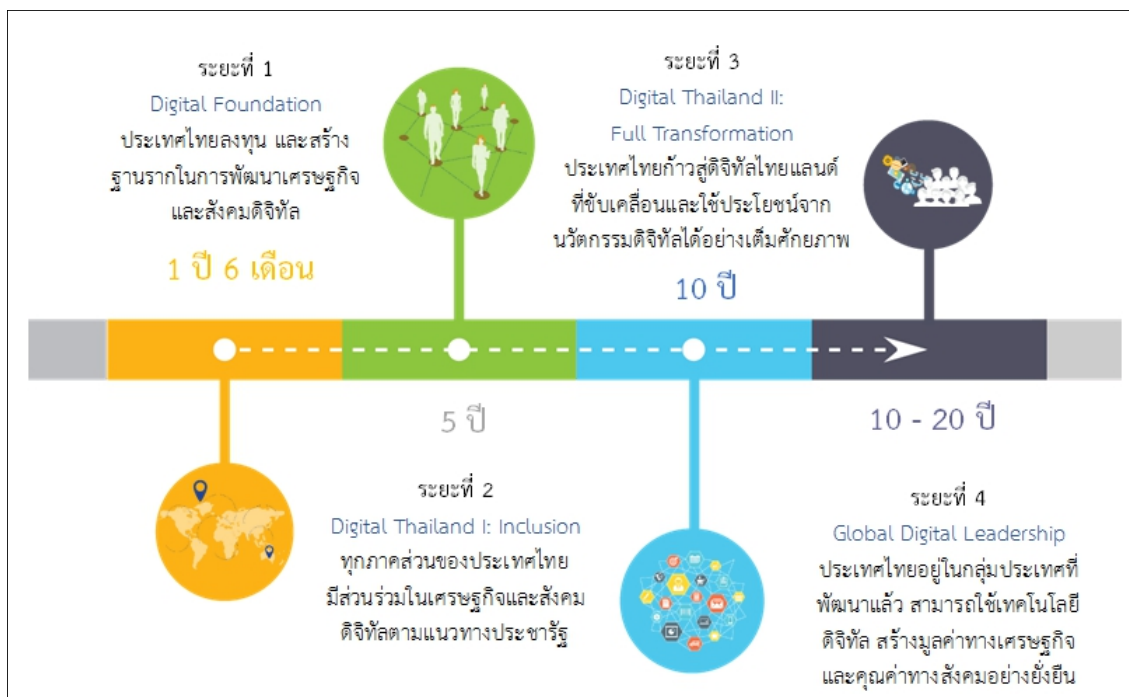 ระยะที่ 1
Digital Foundation
ประเทศไทยลงทุน และสร้าง
ฐานรากในการพัฒนาเศรษฐกิจ
และสังคมดิจิทัล
1 ปี 6 เดือน
5 ปี
ระยะที่ 2
Digital Thailand I: Inclusion
ทุกภาคส่วนของประเทศไทย
มีส่วนร่วมในเศรษฐกิจและสังคม
ดิจิทัลตามแนวทางประชารัฐ
ระยะที่ 3
Digital Thailand II:
Full Transformation
ประเทศไทยก้าวสู่ดิจิทัลไทยแลนด์
ที่ขับเคลื่อนและใช้ประโยชน์จาก
นวัตกรรมดิจิทัลได้อย่างเต็มศักยภาพ
10 ปี
10 - 20 ปี
ระยะที่ 4
Global Digital Leadership
ประเทศไทยอยู่ในกลุ่มประเทศที่
พัฒนาแล้ว สามารถใช้เทคโนโลยี
ดิจิทัล สร้างมูลค่าทางเศรษฐกิจ
และคุณค่าทางสังคมอย่างยั่งยืน